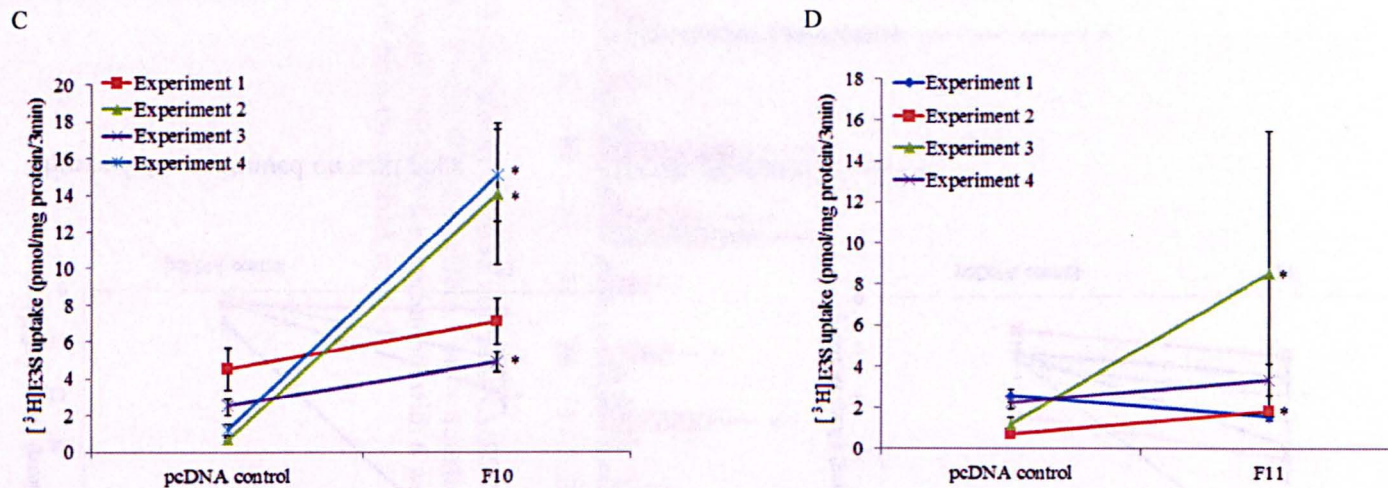 C
[ ³H]E3S uptake (pmol/mg protein/3min)
20
18
16
14
12
10
8
6
4
2
0
Experiment 1
Experiment 2
Experiment 3
Experiment 4
*
*
*
pcDNA control
F10
D
[ ³H]E3S uptake (pmol/mg protein/3min)
18
16
14
12
10
8
6
4
2
0
Experiment 1
Experiment 2
Experiment 3
Experiment 4
*
*
pcDNA control
F11